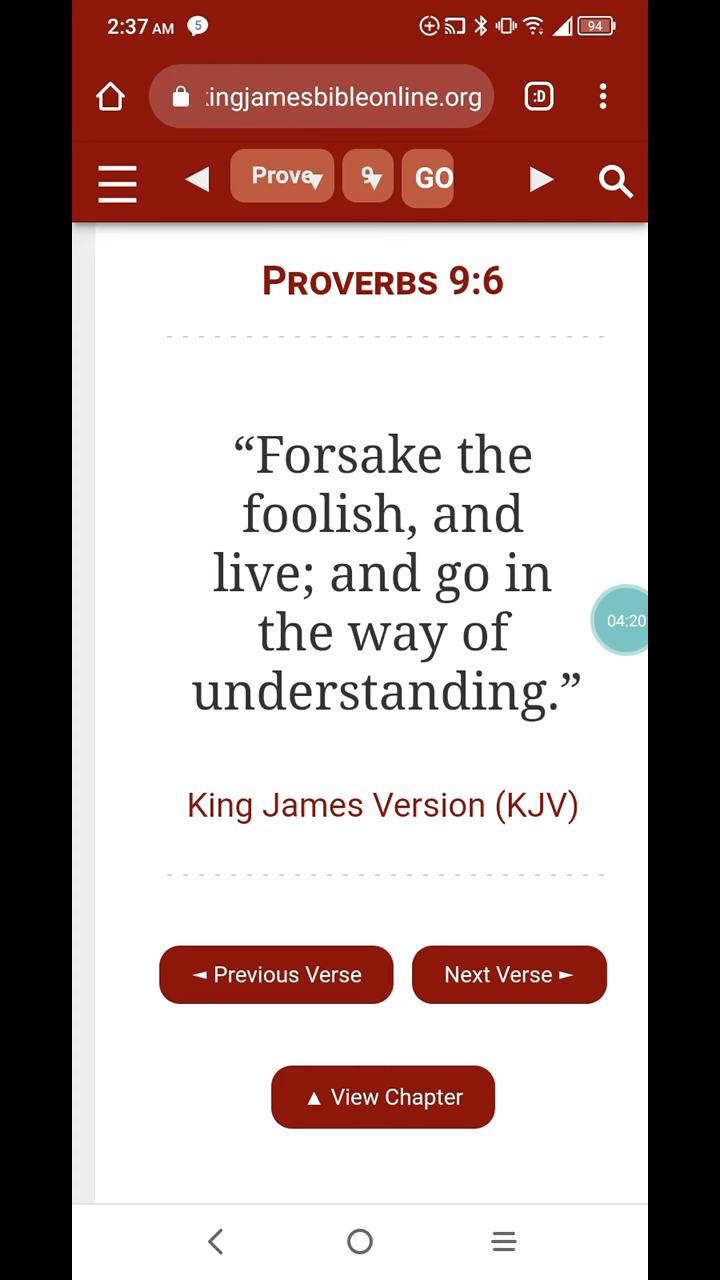 2:37 AM 5 94
ingjamesbibleonline.org :D
Prove 9 GO
PROVERBS 9:6
“Forsake the
foolish, and
live; and go in
the way of
understanding.”
04:20
King James Version (KJV)
◄ Previous Verse Next Verse ►
▲ View Chapter